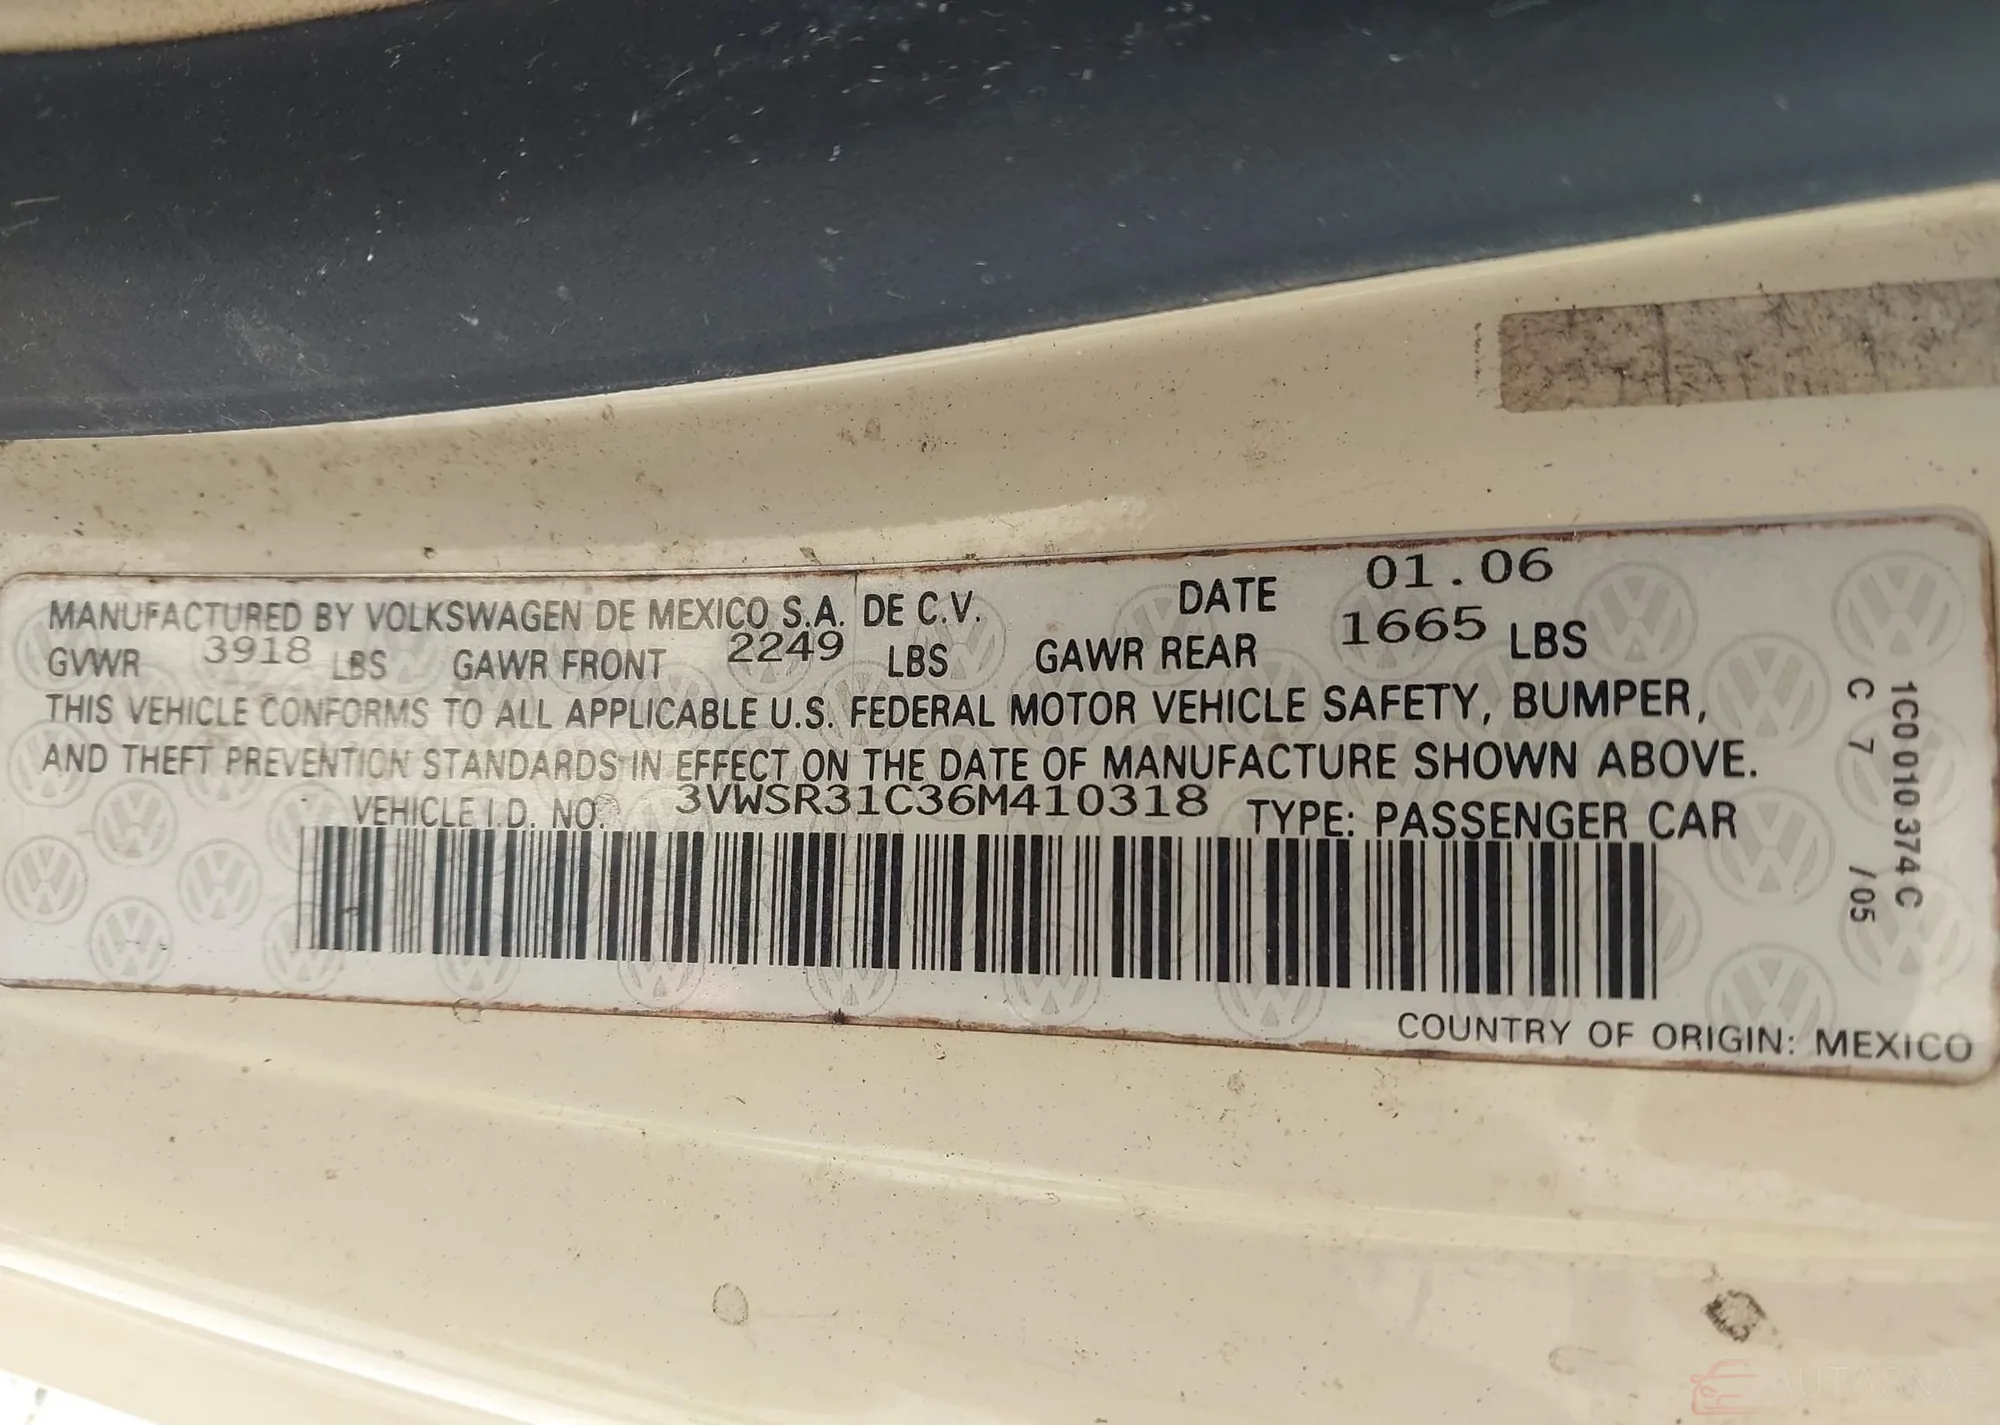 MANUFACTURED BY VOLKSWAGEN DE MEXICO S.A. DE C.V. DATE 01.06
GVWR 3918 LBS GAWR FRONT 2249 LBS GAWR REAR 1665 LBS
THIS VEHICLE CONFORMS TO ALL APPLICABLE U.S. FEDERAL MOTOR VEHICLE SAFETY, BUMPER,
AND THEFT PREVENTION STANDARDS IN EFFECT ON THE DATE OF MANUFACTURE SHOWN ABOVE.
VEHICLE I.D. NO. 3VWSR31C36M410318 TYPE: PASSENGER CAR
COUNTRY OF ORIGIN: MEXICO
1C0 010 374 C
C 7 /05
AUTASNAP